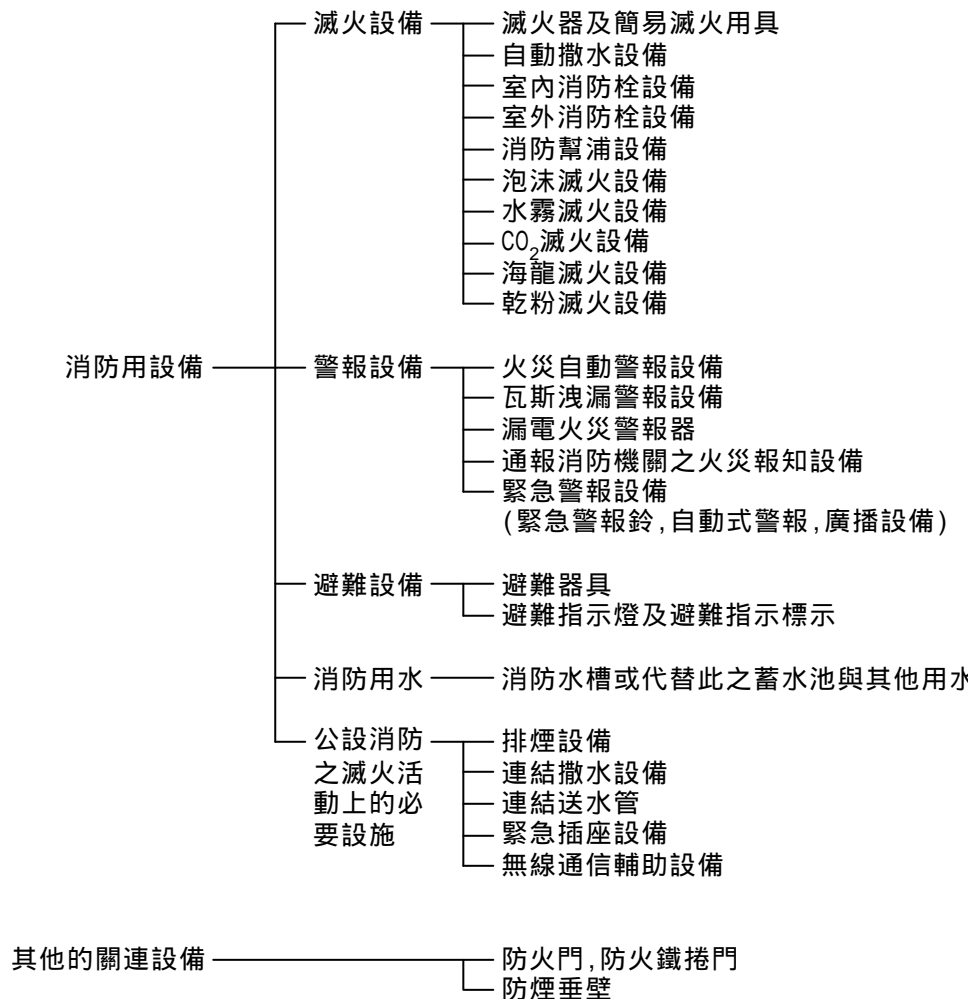 滅火設備 滅火器及簡易滅火用具
自動撒水設備
室內消防栓設備
室外消防栓設備
消防幫浦設備
泡沫滅火設備
水霧滅火設備
CO₂滅火設備
海龍滅火設備
乾粉滅火設備
消防用設備 警報設備 火災自動警報設備
瓦斯洩漏警報設備
漏電火災警報器
通報消防機關之火災報知設備
緊急警報設備
(緊急警報鈴,自動式警報,廣播設備)
避難設備 避難器具
避難指示燈及避難指示標示
消防用水 消防水槽或代替此之蓄水池與其他用水
公設消防 排煙設備
之滅火活 連結撒水設備
動上的必 連結送水管
要設施 緊急插座設備
無線通信輔助設備
其他的關連設備 防火門,防火鐵捲門
防煙垂壁